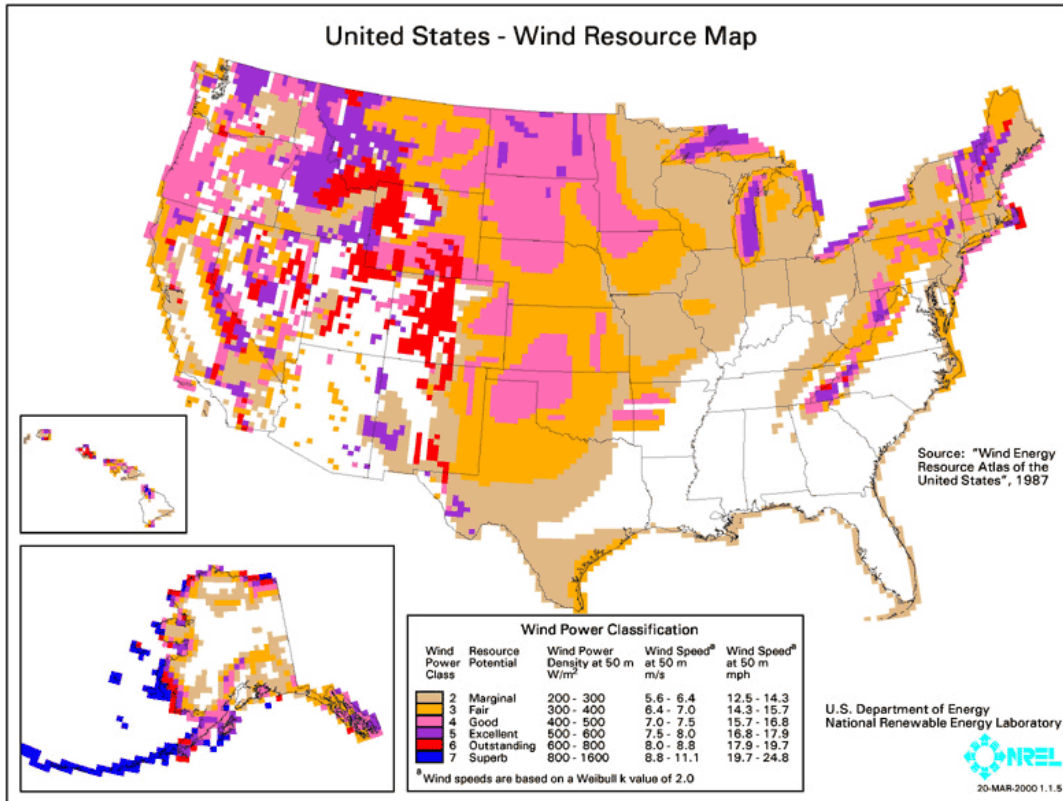 United States - Wind Resource Map
Source: "Wind Energy
Resource Atlas of the
United States", 1987
Wind Power Classification
Wind Power Class Resource Potential Wind Power Density at 50 m W/m² Wind Speedᵃ at 50 m m/s Wind Speedᵃ at 50 m mph
2 Marginal 200 - 300 5.6 - 6.4 12.5 - 14.3
3 Fair 300 - 400 6.4 - 7.0 14.3 - 15.7
4 Good 400 - 500 7.0 - 7.5 15.7 - 16.8
5 Excellent 500 - 600 7.5 - 8.0 16.8 - 17.9
6 Outstanding 600 - 800 8.0 - 8.8 17.9 - 19.7
7 Superb 800 - 1600 8.8 - 11.1 19.7 - 24.8
ᵃ Wind speeds are based on a Weibull k value of 2.0
U.S. Department of Energy
National Renewable Energy Laboratory
NREL
20-MAR-2000 1.1.5